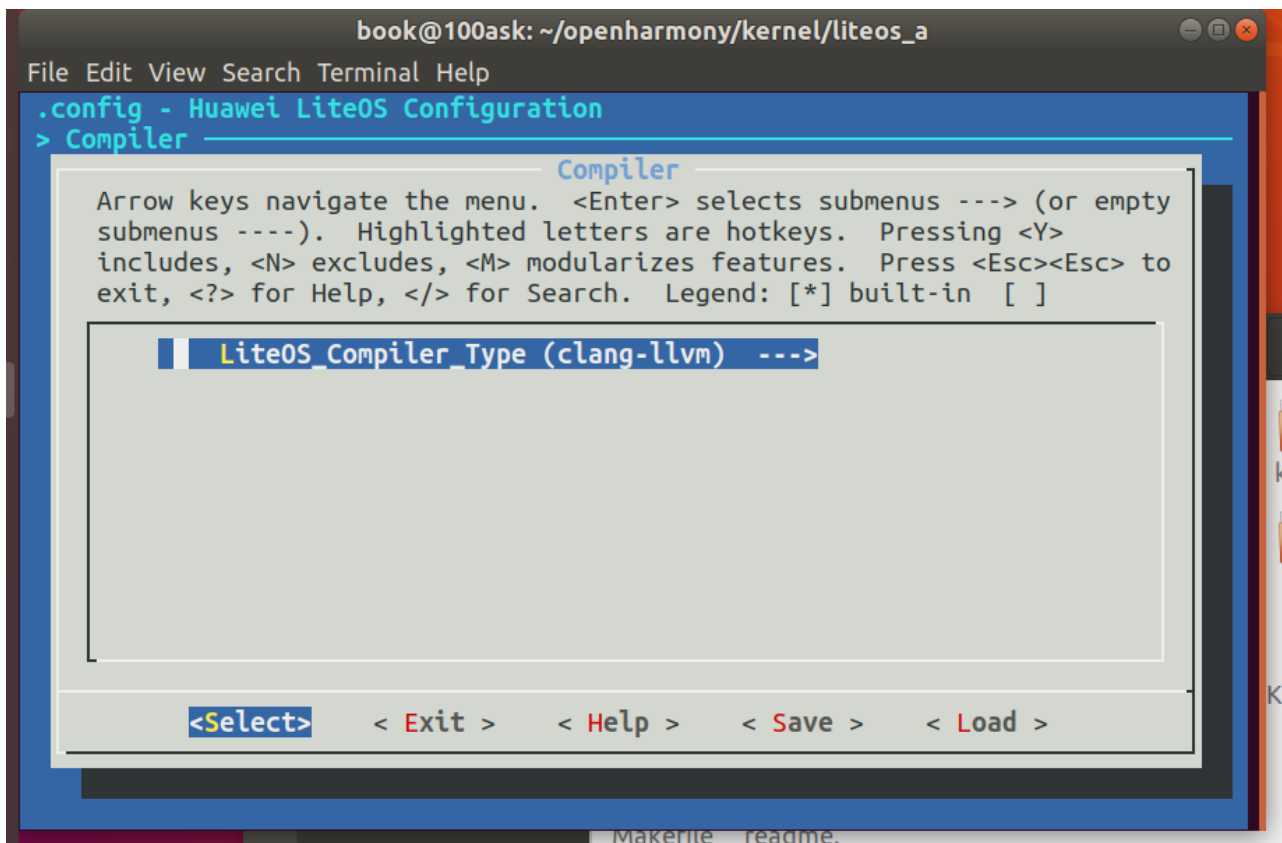 book@100ask: ~/openharmony/kernel/liteos_a
File Edit View Search Terminal Help
.config - Huawei LiteOS Configuration
> Compiler
Compiler
Arrow keys navigate the menu.  <Enter> selects submenus ---> (or empty
submenus ----).  Highlighted letters are hotkeys.  Pressing <Y>
includes, <N> excludes, <M> modularizes features.  Press <Esc><Esc> to
exit, <?> for Help, </> for Search.  Legend: [*] built-in  [ ]
LiteOS_Compiler_Type (clang-llvm)  --->
<Select>    < Exit >    < Help >    < Save >    < Load >
Makefile readme.